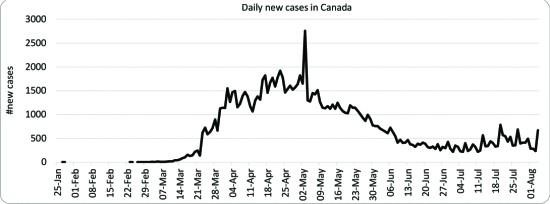 Daily new cases in Canada
#new cases
3000
2500
2000
1500
1000
500
0
25-Jan
01-Feb
08-Feb
15-Feb
22-Feb
29-Feb
07-Mar
14-Mar
21-Mar
28-Mar
04-Apr
11-Apr
18-Apr
25-Apr
02-May
09-May
16-May
23-May
30-May
06-Jun
13-Jun
20-Jun
27-Jun
04-Jul
11-Jul
18-Jul
25-Jul
01-Aug